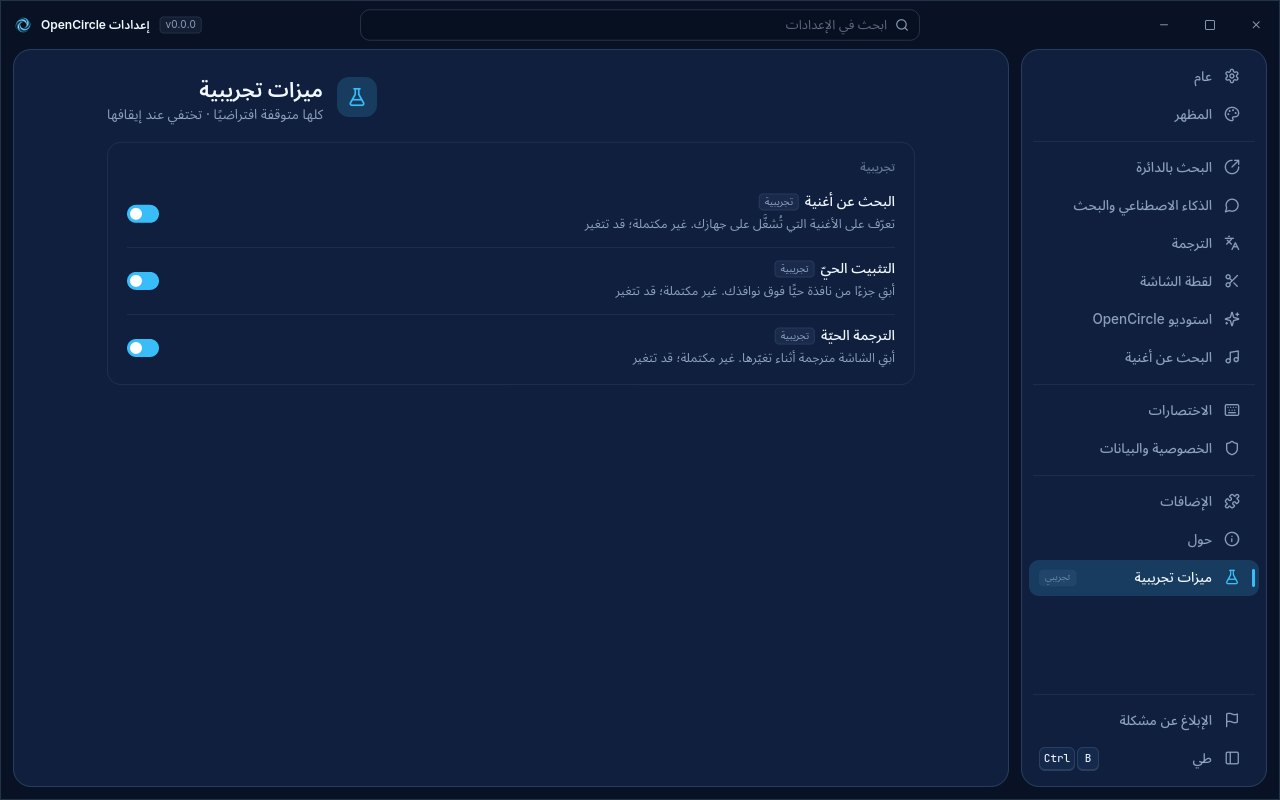 إعدادات OpenCircle
v0.0.0
ابحث في الإعدادات
عام
المظهر
البحث بالدائرة
الذكاء الاصطناعي والبحث
الترجمة
لقطة الشاشة
استوديو OpenCircle
البحث عن أغنية
الاختصارات
الخصوصية والبيانات
الإضافات
حول
ميزات تجريبية تجريبي
الإبلاغ عن مشكلة
طي Ctrl B
ميزات تجريبية
كلها متوقفة افتراضيًا · تختفي عند إيقافها
تجريبية
البحث عن أغنية تجريبية
تعرّف على الأغنية التي تُشغَّل على جهازك. غير مكتملة؛ قد تتغير
التثبيت الحيّ تجريبية
أبقِ جزءًا من نافذة حيًّا فوق نوافذك. غير مكتملة؛ قد تتغير
الترجمة الحيّة تجريبية
أبقِ الشاشة مترجمة أثناء تغيّرها. غير مكتملة؛ قد تتغير